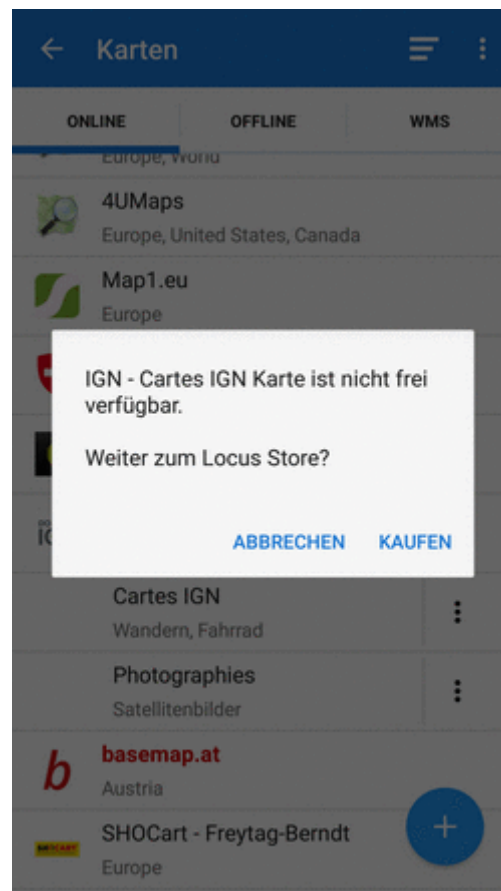 Karten
ONLINE OFFLINE WMS
Europe, World
4UMaps
Europe, United States, Canada
Map1.eu
Europe
IGN - Cartes IGN Karte ist nicht frei
verfügbar.
Weiter zum Locus Store?
ABBRECHEN KAUFEN
Cartes IGN
Wandern, Fahrrad
Photographies
Satellitenbilder
b basemap.at
Austria
SHOCart - Freytag-Berndt
Europe